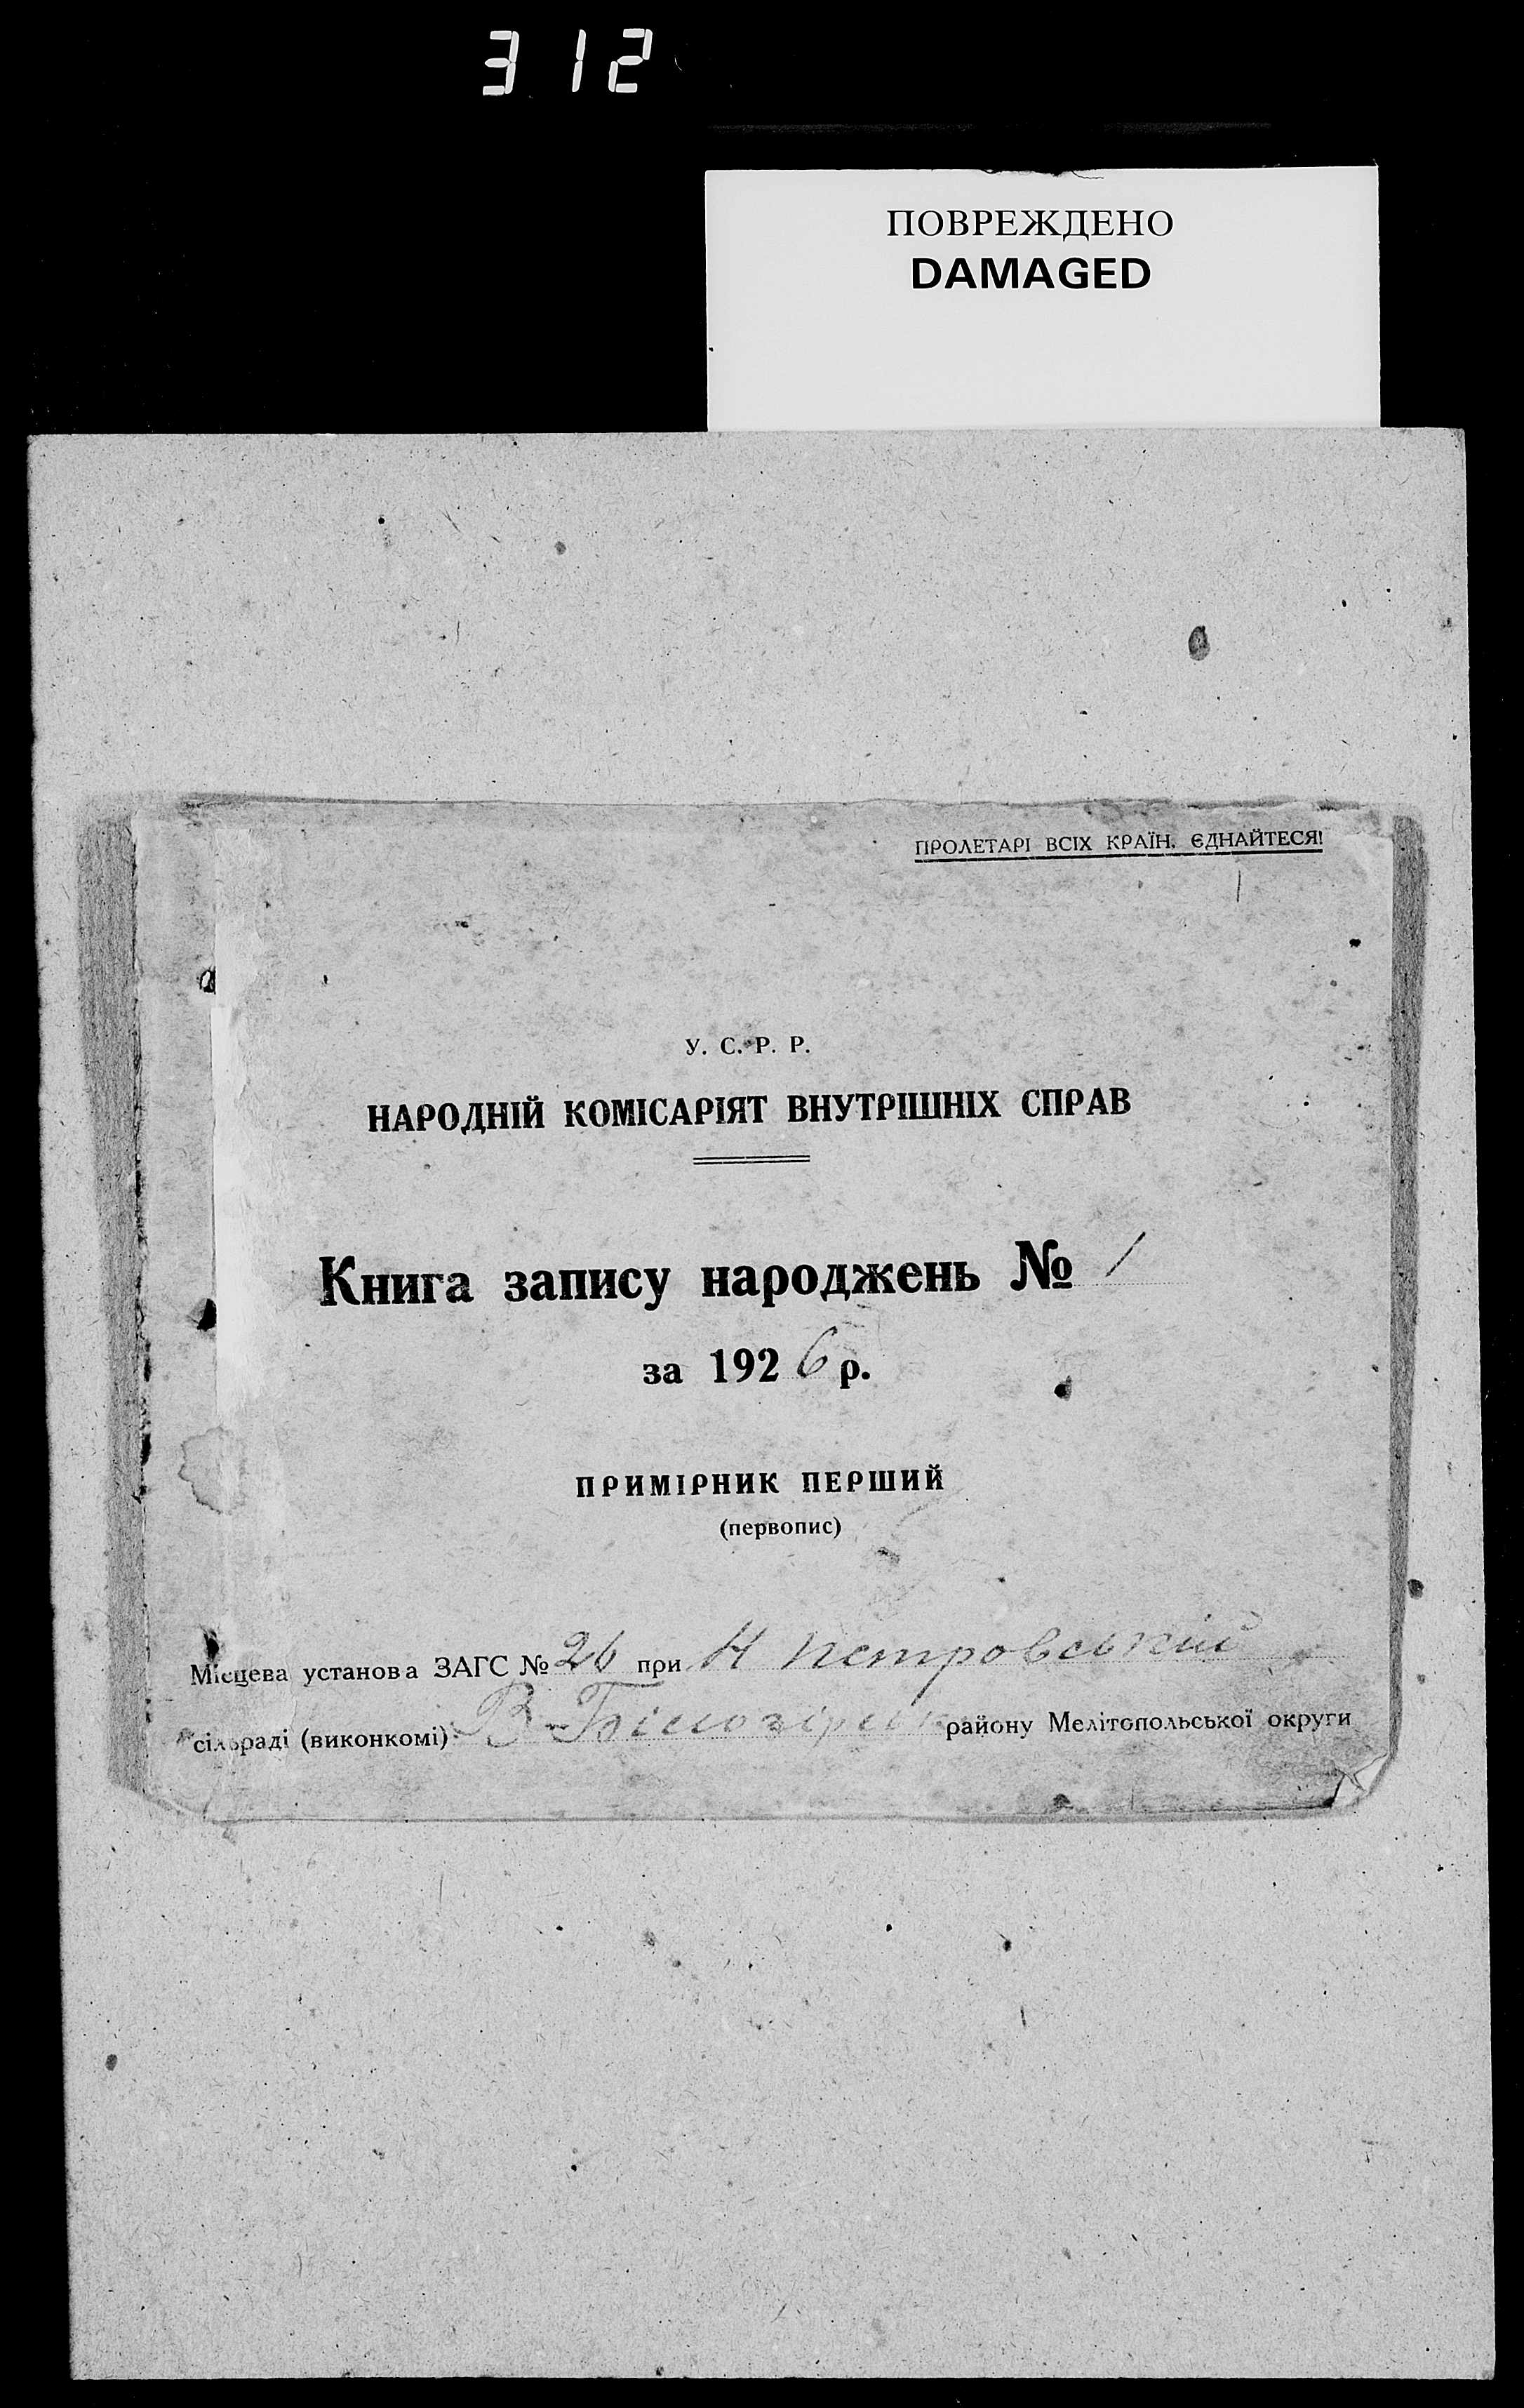 312
ПОВРЕЖДЕНО
DAMAGED
ПРОЛЕТАРІ ВСІХ КРАЇН, ЄДНАЙТЕСЯ!
У. С. Р. Р.
НАРОДНІЙ КОМІСАРІЯТ ВНУТРІШНІХ СПРАВ
Книга запису народжень № 1
за 1926 р.
ПРИМІРНИК ПЕРШИЙ
(первопис)
Місцева установа ЗАГС № 26 при Н Петровській
сільраді (виконкомі) В-Білозірськ району Мелітопольської округи